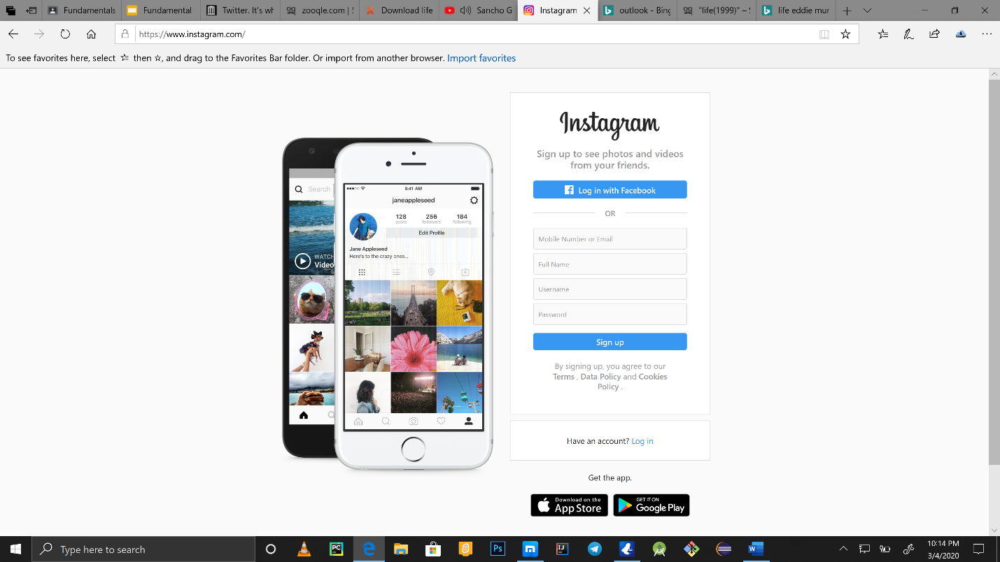 Fundamentals
Fundamental
Twitter. It's wh
zooqle.com | S
Download life
Sancho G
Instagram
outlook - Bing
"life(1999)" – S
life eddie mur
https://www.instagram.com/
To see favorites here, select then ☆, and drag to the Favorites Bar folder. Or import from another browser. Import favorites
Search
WATCH
Video
9:41 AM
janeappleseed
128 256 184
posts followers following
Edit Profile
Jane Appleseed
Here's to the crazy ones...
Instagram
Sign up to see photos and videos
from your friends.
Log in with Facebook
OR
Mobile Number or Email
Full Name
Username
Password
Sign up
By signing up, you agree to our
Terms , Data Policy and Cookies
Policy .
Have an account? Log in
Get the app.
Download on the
App Store
GET IT ON
Google Play
Type here to search
PC
Ps
IJ
W
10:14 PM
3/4/2020